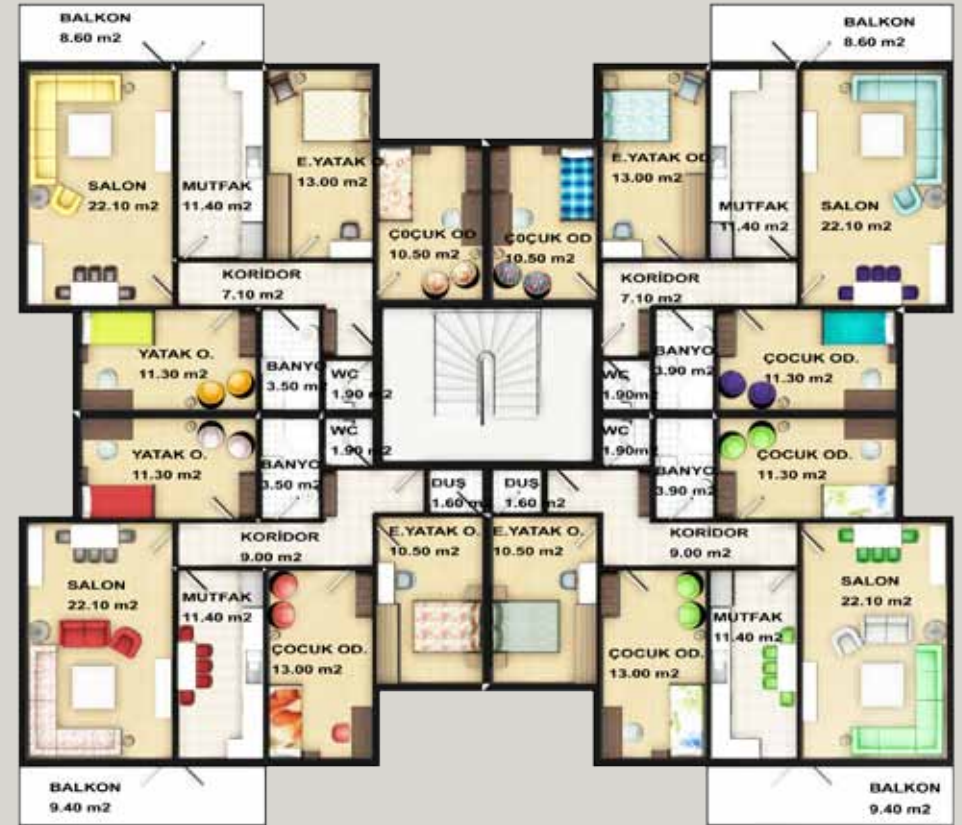 BALKON
8.60 m2
BALKON
8.60 m2
SALON
22.10 m2
MUTFAK
11.40 m2
E.YATAK O
13.00 m2
ÇOÇUK OD
10.50 m2
ÇOÇUK OD
10.50 m2
E.YATAK OD
13.00 m2
MUTFAK
11.40 m2
SALON
22.10 m2
KORİDOR
7.10 m2
KORİDOR
7.10 m2
YATAK O.
11.30 m2
BANYO
3.50 m
WC
1.90 m2
WC
1.90m2
BANYO
3.90 m2
ÇOCUK OD.
11.30 m2
YATAK O.
11.30 m2
BANYO
3.50 m2
WC
1.90 m2
WC
1.90m2
BANYO
3.90 m2
ÇOCUK OD.
11.30 m2
DUŞ
1.60 m2
DUŞ
1.60 m2
KORİDOR
9.00 m2
E.YATAK O.
10.50 m2
E.YATAK O.
10.50 m2
KORİDOR
9.00 m2
SALON
22.10 m2
MUTFAK
11.40 m2
ÇOCUK OD.
13.00 m2
ÇOCUK OD.
13.00 m2
MUTFAK
11.40 m2
SALON
22.10 m2
BALKON
9.40 m2
BALKON
9.40 m2